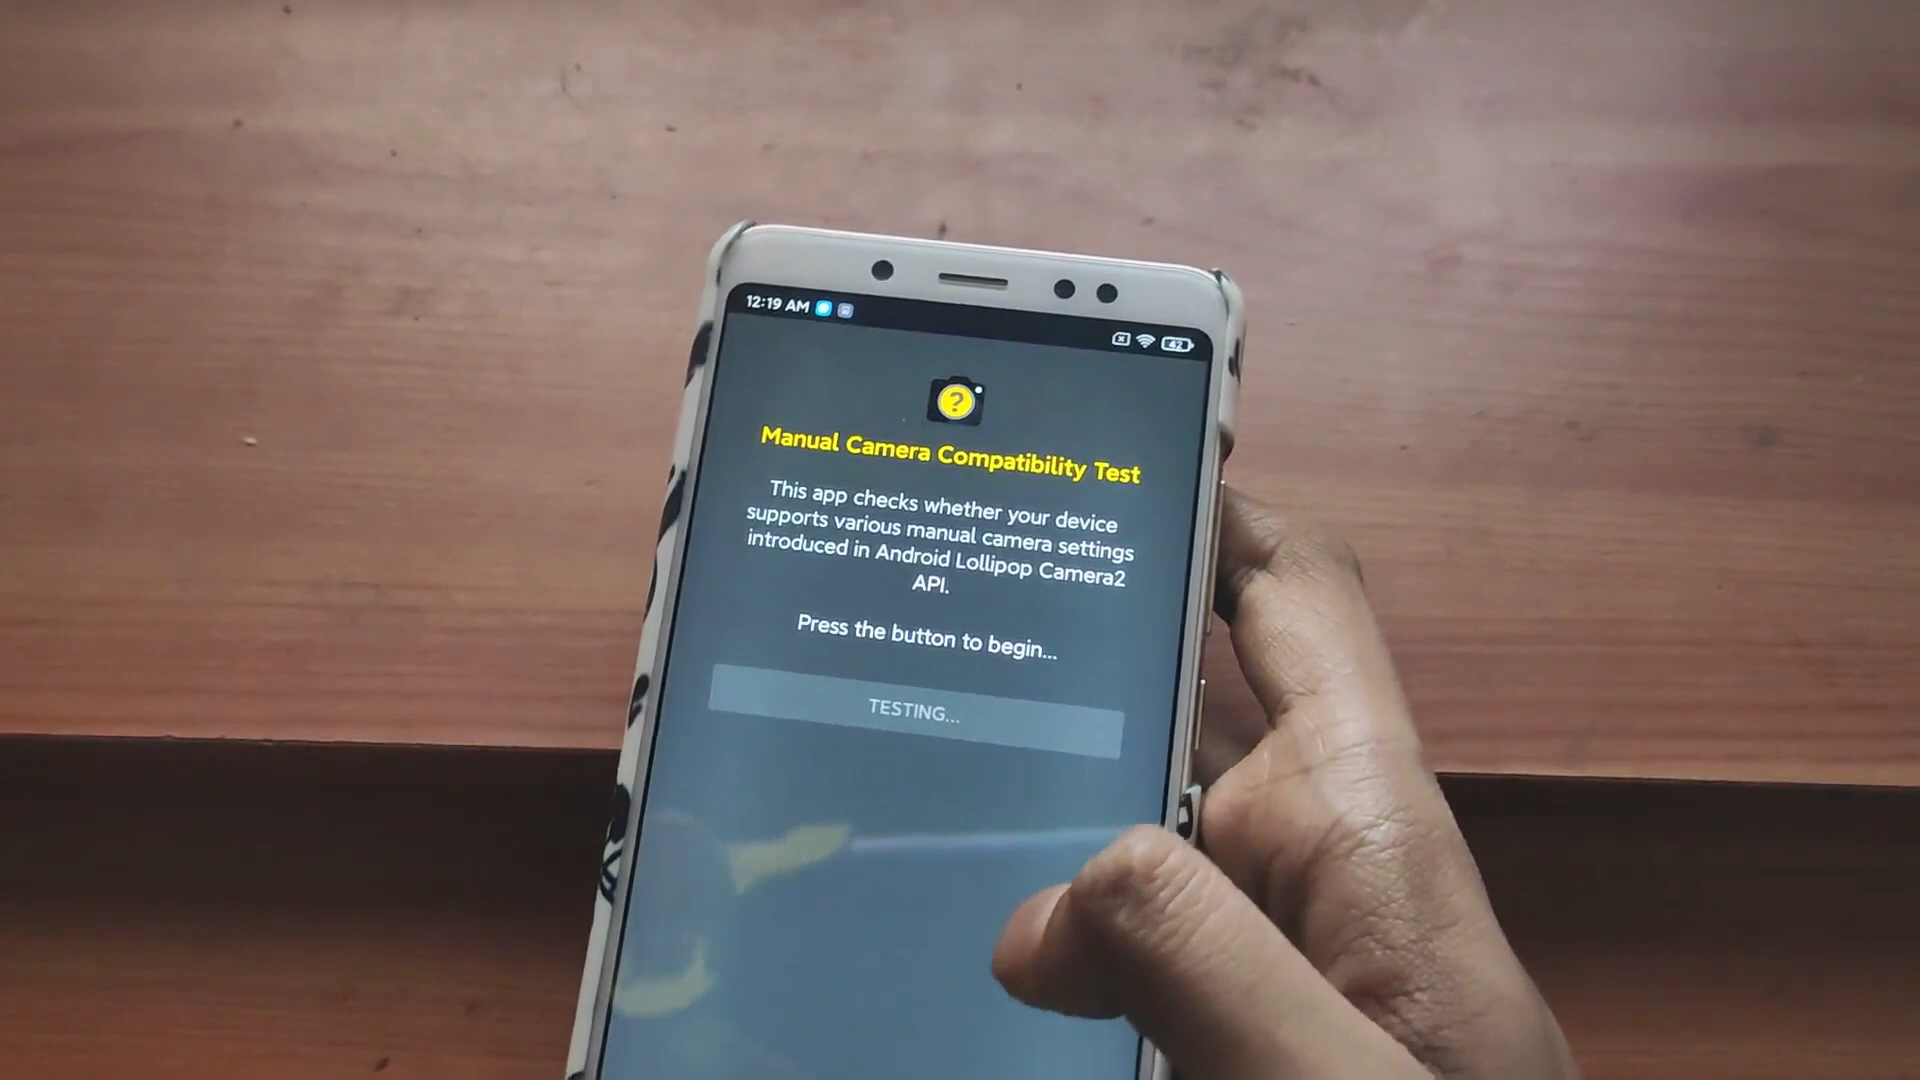 12:19 AM
42
?
Manual Camera Compatibility Test
This app checks whether your device
supports various manual camera settings
introduced in Android Lollipop Camera2
API.
Press the button to begin...
TESTING...